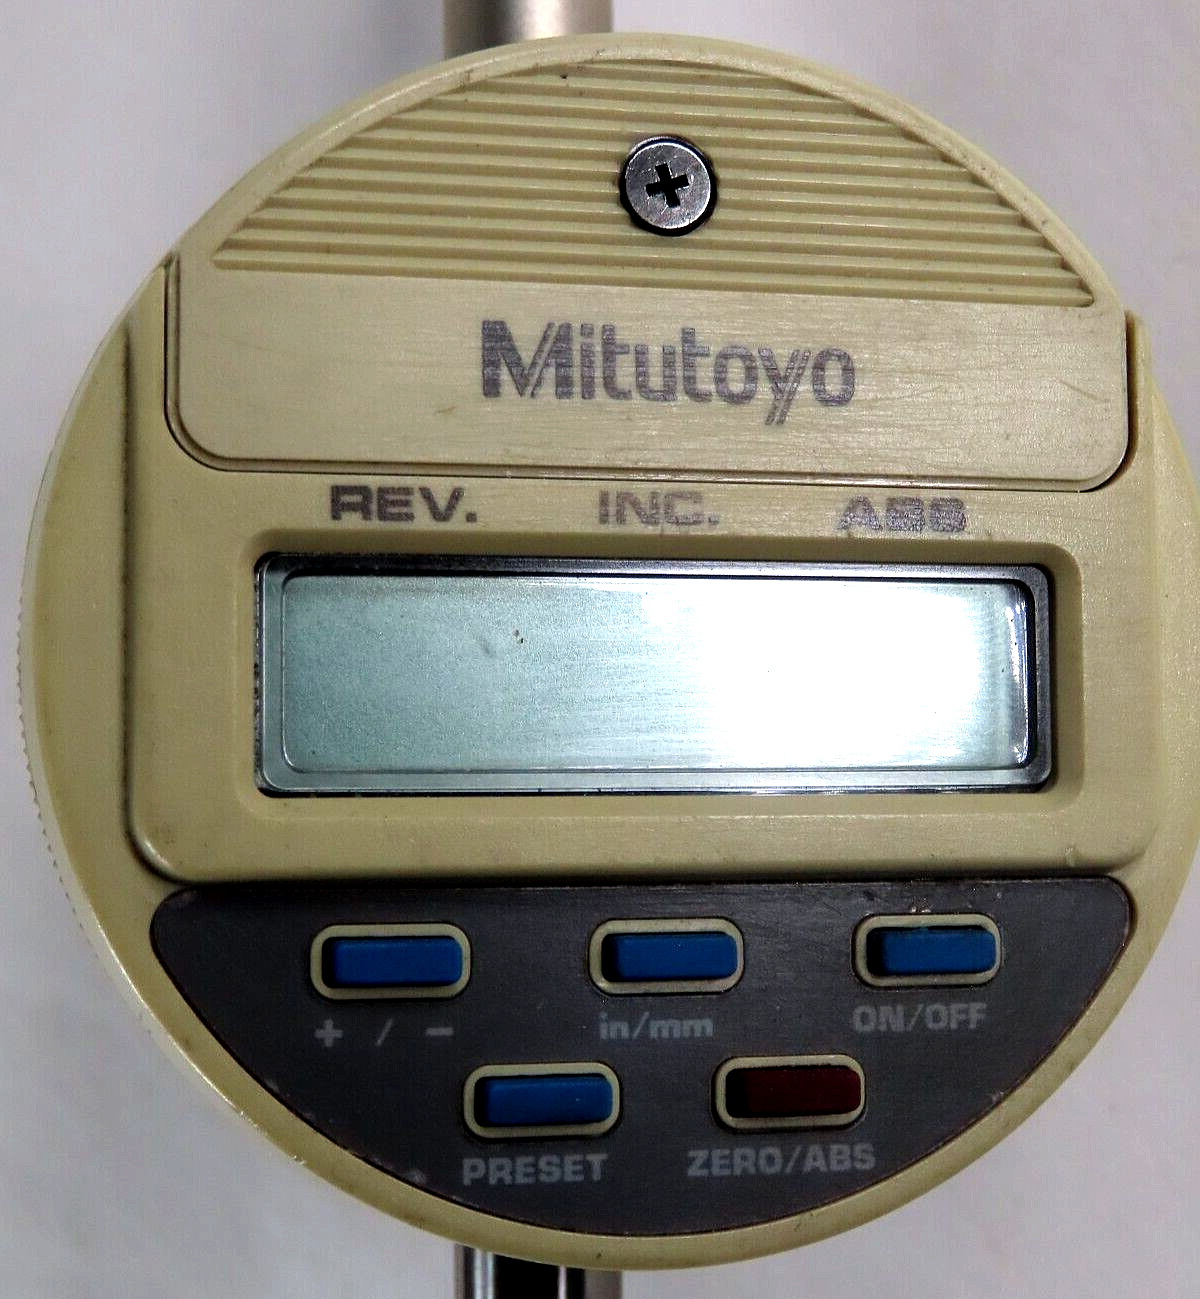 Mitutoyo
REV. INC. ABS
+ / - in/mm ON/OFF
PRESET ZERO/ABS